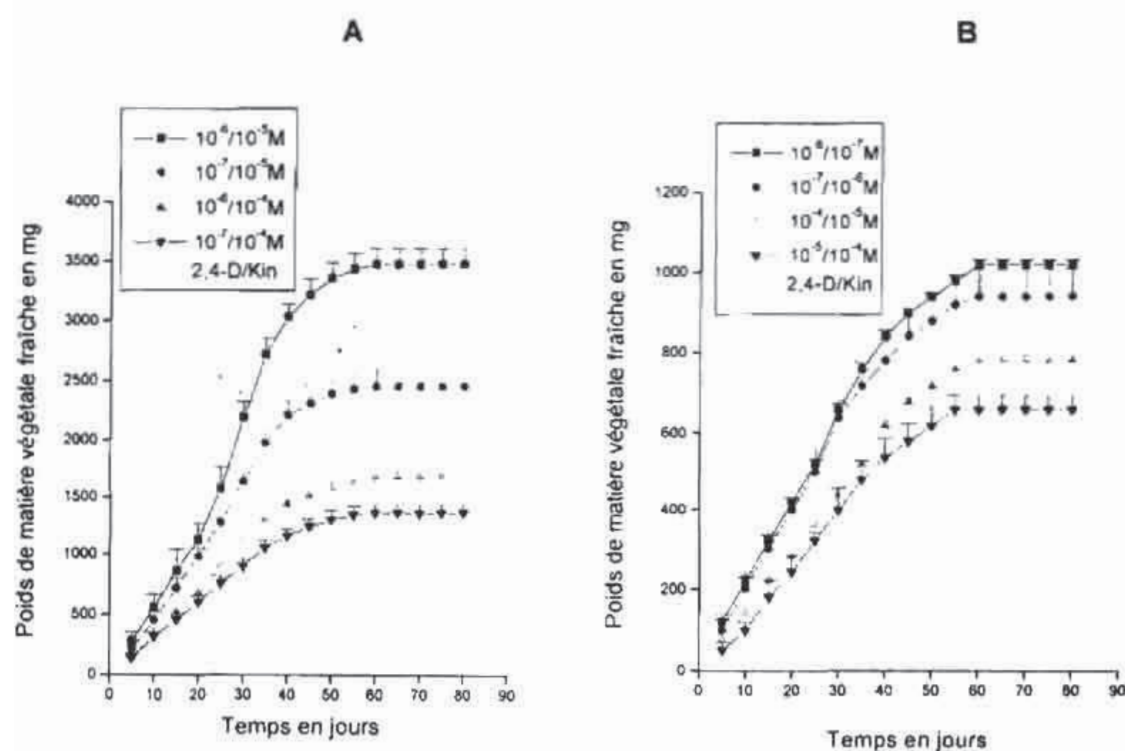 A
10⁻⁶/10⁻⁵M
10⁻⁷/10⁻⁵M
10⁻⁶/10⁻⁴M
10⁻⁷/10⁻⁴M
2,4-D/Kin
Poids de matière végétale fraîche en mg
4000
3500
3000
2500
2000
1500
1000
500
0
0 10 20 30 40 50 60 70 80 90
Temps en jours
B
10⁻⁷M
10⁻⁷/10⁻⁶M
10⁻⁴/10⁻⁵M
10⁻⁵/10⁻⁴M
2,4-D/Kin
Poids de matière végétale fraîche en mg
1200
1000
800
600
400
200
0
0 10 20 30 40 50 60 70 80 90
Temps en jours